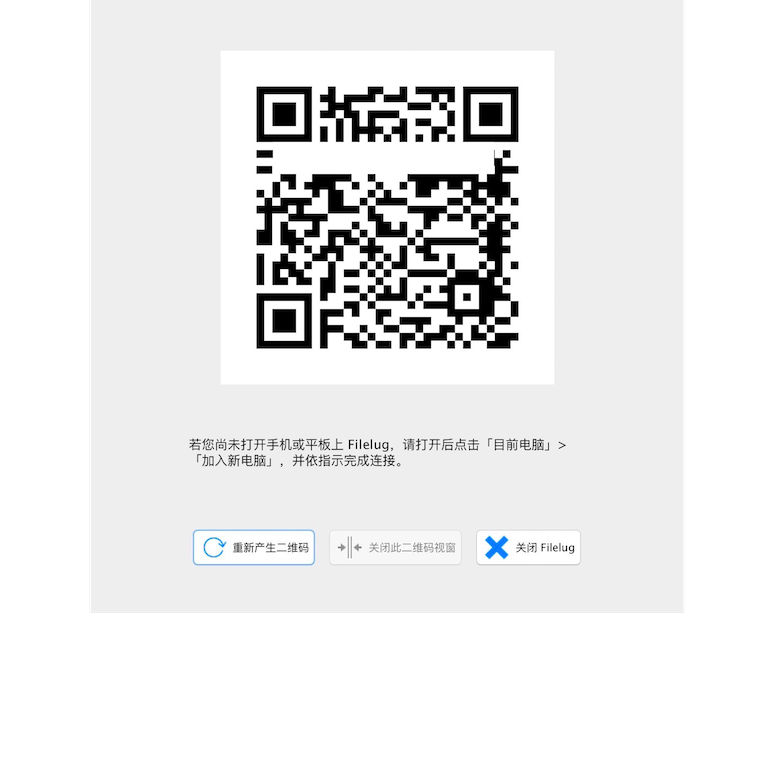 若您尚未打开手机或平板上 Filelug，请打开后点击「目前电脑」>
「加入新电脑」，并依指示完成连接。
重新产生二维码
关闭此二维码视窗
关闭 Filelug